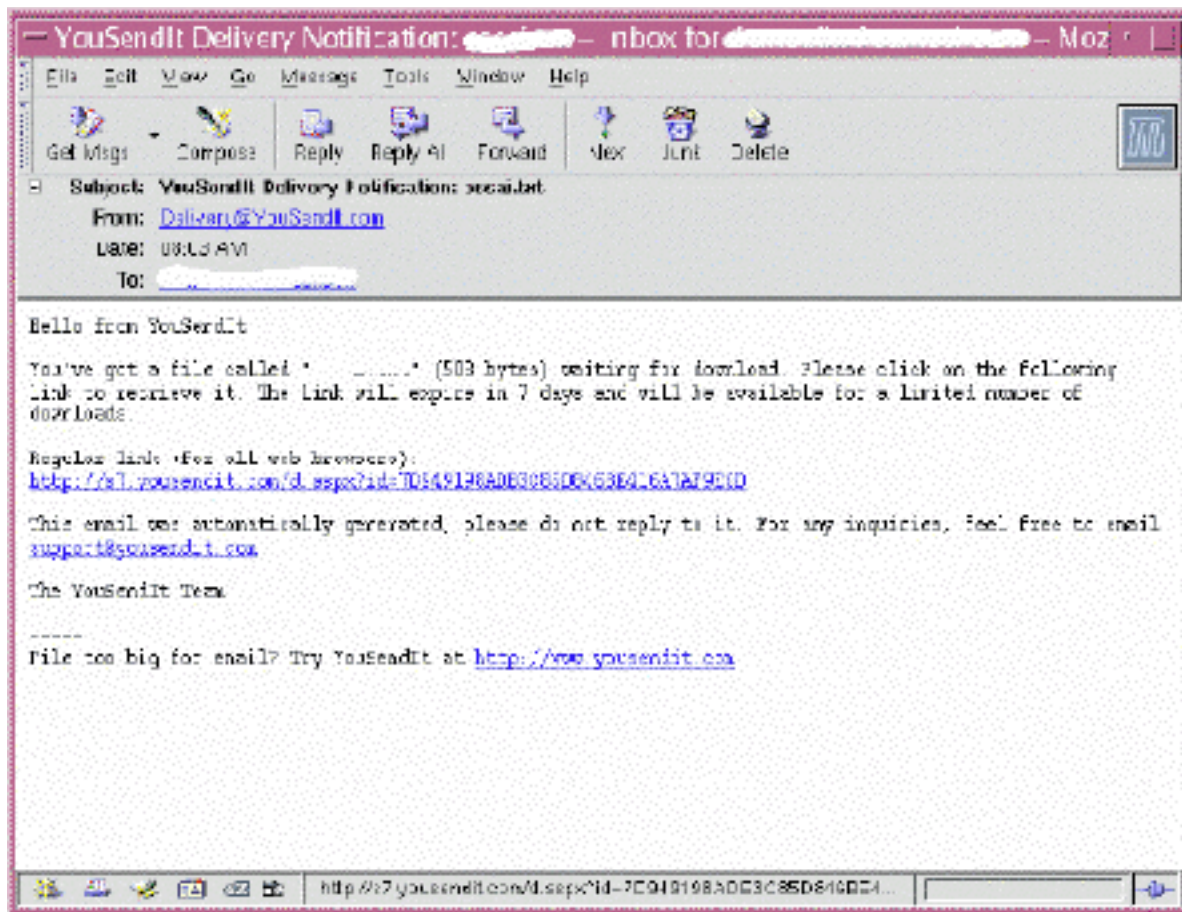 YouSendIt Delivery Notification: – Inbox for – Moz
File Edit View Go Message Tools Window Help
Get Msgs Compose Reply Reply All Forward Next Junk Delete
Subject: YouSendIt Delivery Notification:
From: Delivery@YouSendIt.com
Date: AM
To:
Hello from YouSendIt
You've got a file called " " (503 bytes) waiting for download. Please click on the following
link to retrieve it. The Link will expire in 7 days and will be available for a limited number of
downloads.
Regular link (for all web browsers):
This email was automatically generated, please do not reply to it. For any inquiries, feel free to email
support@yousendit.com
The YouSendIt Team
-----
File too big for email? Try YouSendIt at http://www.yousendit.com